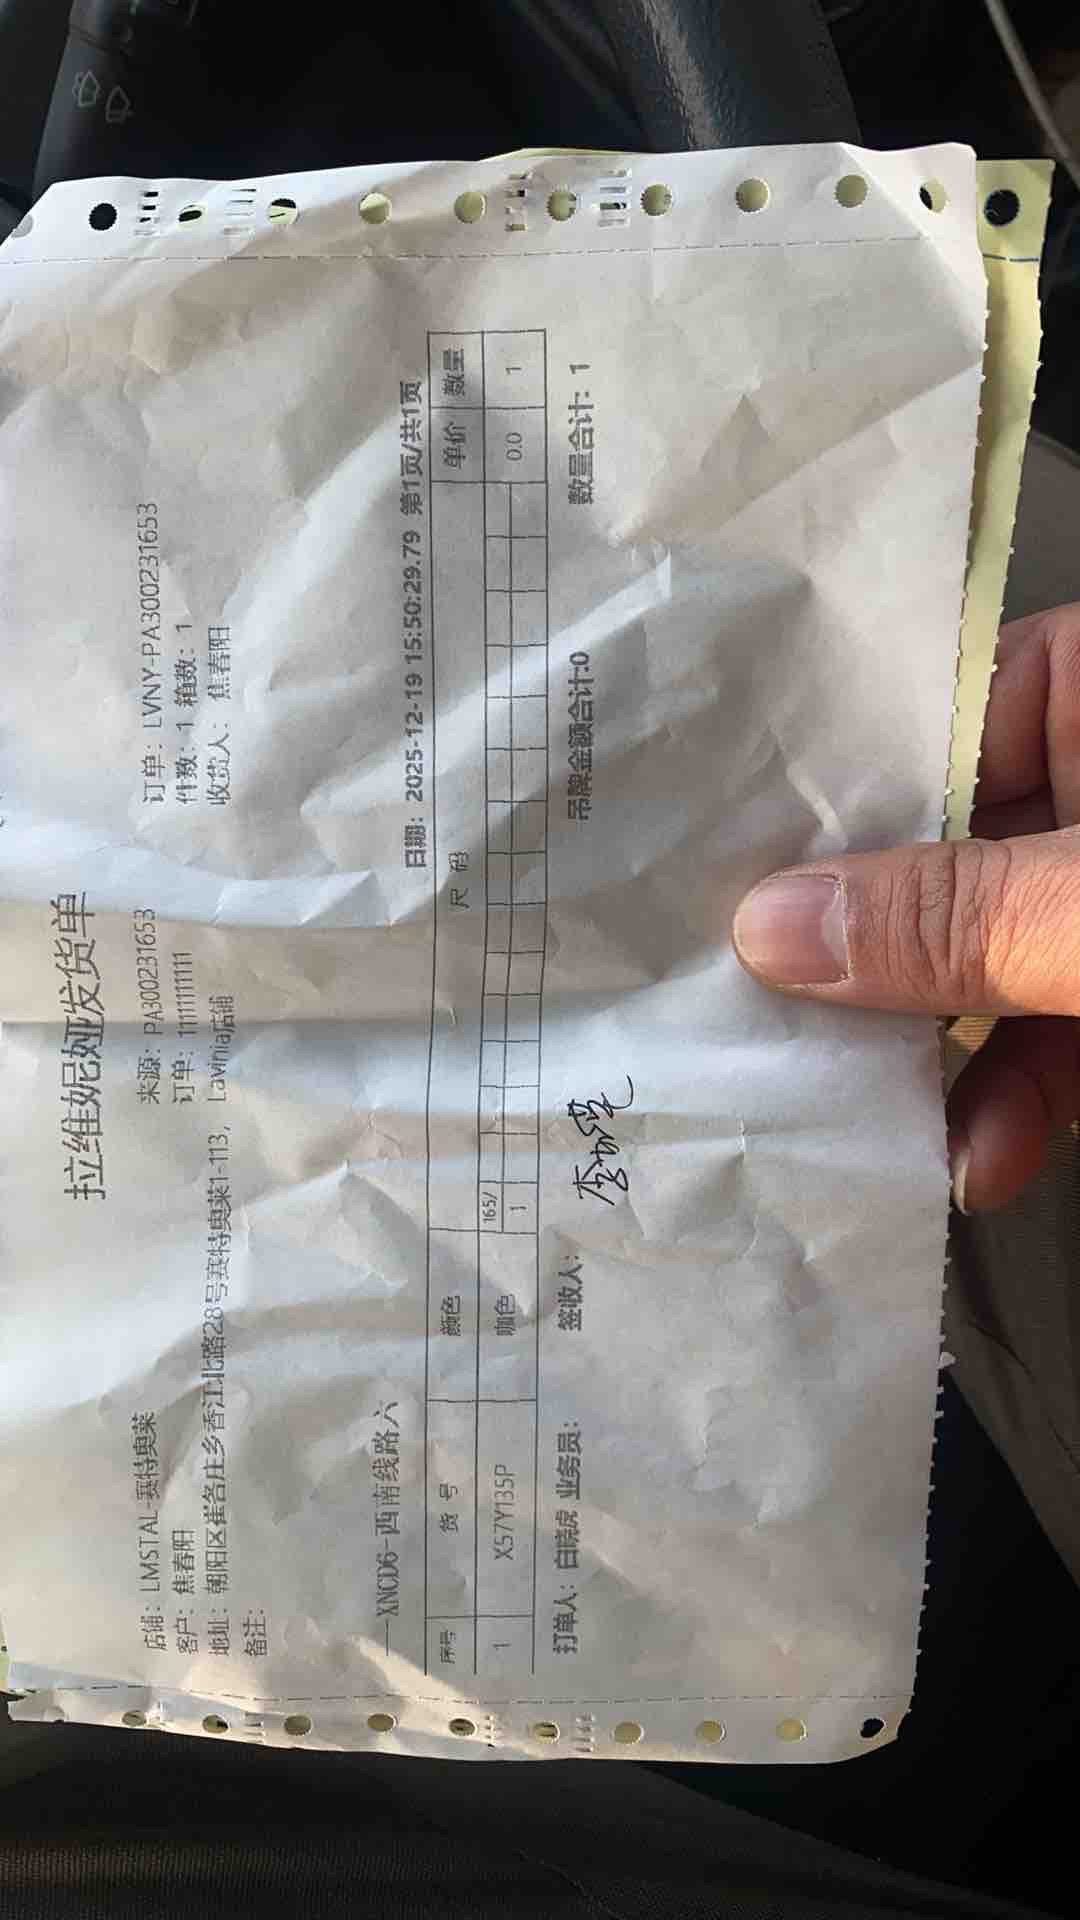 拉维妮娅发货单
店铺：LMSTAL-赛特奥莱 来源：PA300231653 订单：LVNY-PA300231653
客户：焦春阳 订单：1111111111 件数：1 箱数：1
地址：朝阳区崔各庄乡香江北路28号赛特奥莱1-113，Lavinia店铺 收货人：焦春阳
备注：
—XNCD6-西南线路六 日期：2025-12-19 15:50:29.79 第1页/共1页
序号 货号 颜色 尺码 单价 数量
165/
1 X57Y135P 咖色 1 0.0 1
打单人：白晓虎 业务员： 签收人： 吊牌金额合计:0 数量合计：1